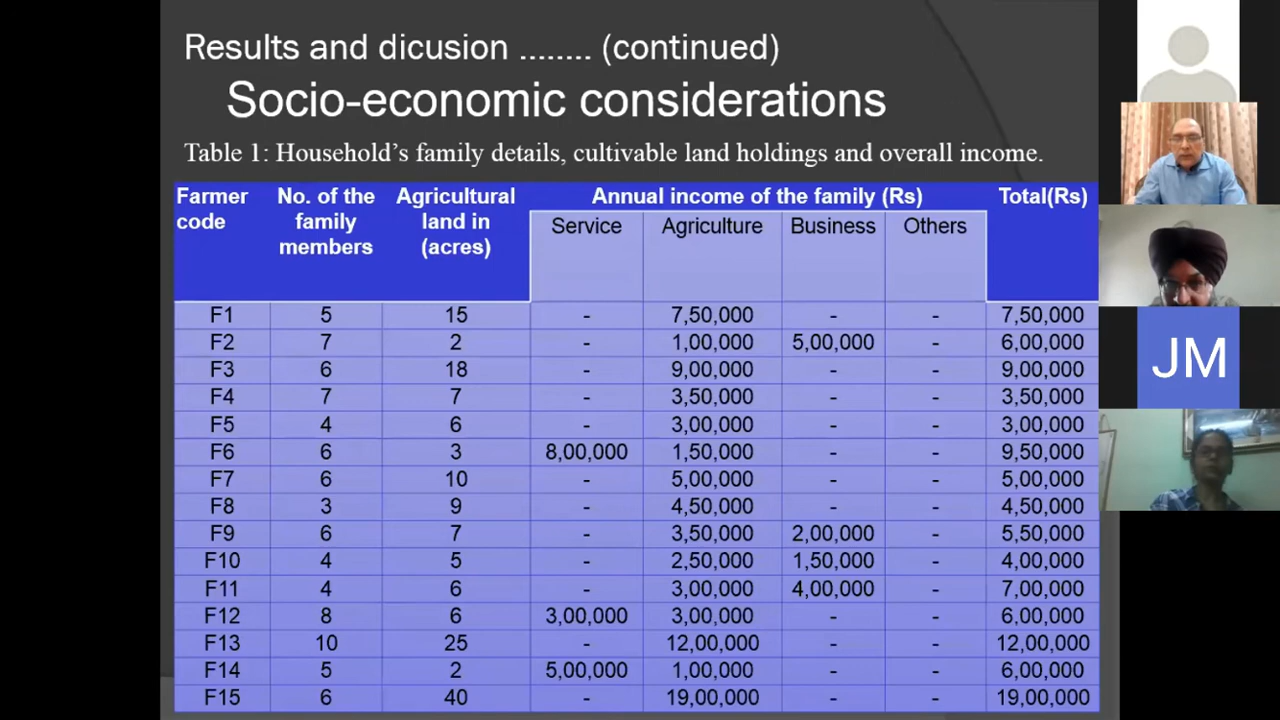 Results and dicusion ........ (continued)
Socio-economic considerations
Table 1: Household's family details, cultivable land holdings and overall income.
Farmer code No. of the family members Agricultural land in (acres) Annual income of the family (Rs) Total(Rs)
Service Agriculture Business Others
F1 5 15 - 7,50,000 - - 7,50,000
F2 7 2 - 1,00,000 5,00,000 - 6,00,000
F3 6 18 - 9,00,000 - - 9,00,000
F4 7 7 - 3,50,000 - - 3,50,000
F5 4 6 - 3,00,000 - - 3,00,000
F6 6 3 8,00,000 1,50,000 - - 9,50,000
F7 6 10 - 5,00,000 - - 5,00,000
F8 3 9 - 4,50,000 - - 4,50,000
F9 6 7 - 3,50,000 2,00,000 - 5,50,000
F10 4 5 - 2,50,000 1,50,000 - 4,00,000
F11 4 6 - 3,00,000 4,00,000 - 7,00,000
F12 8 6 3,00,000 3,00,000 - - 6,00,000
F13 10 25 - 12,00,000 - - 12,00,000
F14 5 2 5,00,000 1,00,000 - - 6,00,000
F15 6 40 - 19,00,000 - - 19,00,000
JM